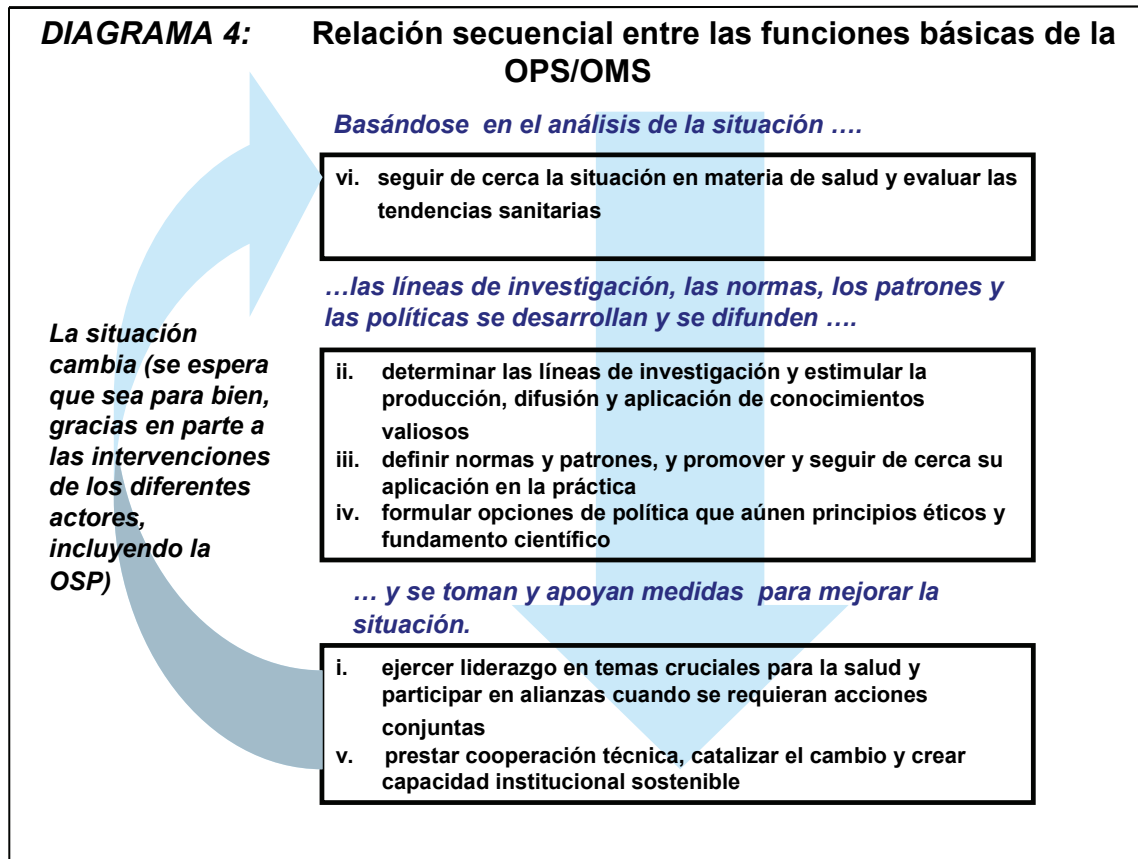 DIAGRAMA 4: Relación secuencial entre las funciones básicas de la
OPS/OMS
Basándose en el análisis de la situación ….
vi. seguir de cerca la situación en materia de salud y evaluar las
tendencias sanitarias
…las líneas de investigación, las normas, los patrones y
las políticas se desarrollan y se difunden ….
La situación
cambia (se espera
que sea para bien,
gracias en parte a
las intervenciones
de los diferentes
actores,
incluyendo la
OSP)
ii. determinar las líneas de investigación y estimular la
producción, difusión y aplicación de conocimientos
valiosos
iii. definir normas y patrones, y promover y seguir de cerca su
aplicación en la práctica
iv. formular opciones de política que aúnen principios éticos y
fundamento científico
… y se toman y apoyan medidas para mejorar la
situación.
i. ejercer liderazgo en temas cruciales para la salud y
participar en alianzas cuando se requieran acciones
conjuntas
v. prestar cooperación técnica, catalizar el cambio y crear
capacidad institucional sostenible